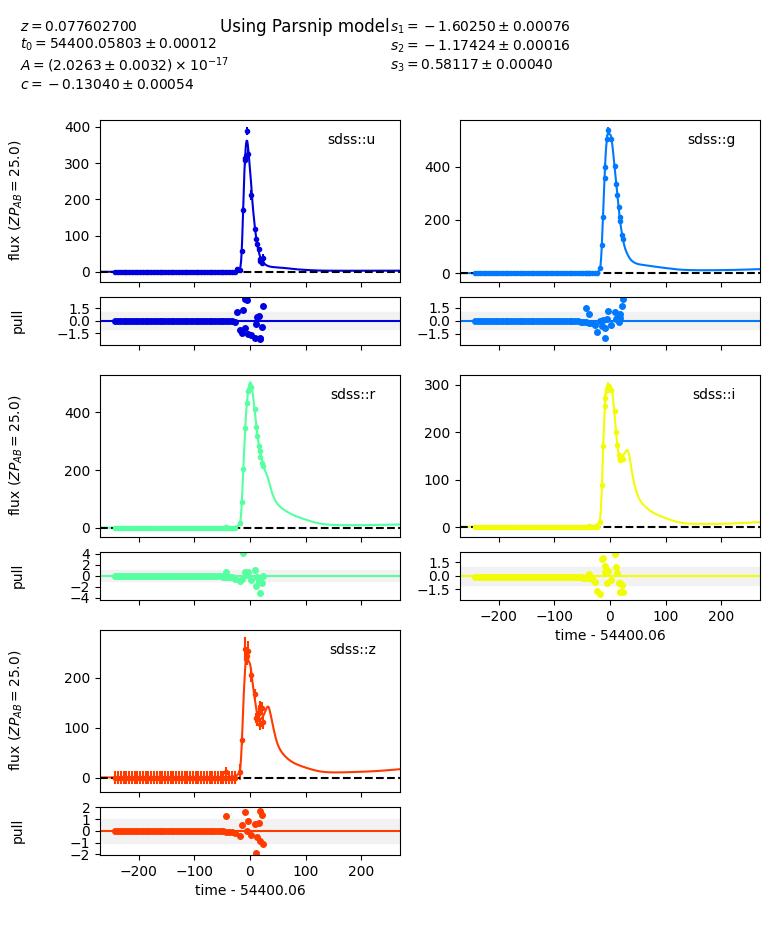 Using Parsnip model
z = 0.077602700
t₀ = 54400.05803 ± 0.00012
A = (2.0263 ± 0.0032) × 10⁻¹⁷
c = −0.13040 ± 0.00054
s₁ = −1.60250 ± 0.00076
s₂ = −1.17424 ± 0.00016
s₃ = 0.58117 ± 0.00040
flux (ZP_AB = 25.0)
400
300
200
100
0
sdss::u
400
200
0
sdss::g
pull
1.5
0.0
−1.5
1.5
0.0
−1.5
flux (ZP_AB = 25.0)
400
200
0
sdss::r
300
200
100
0
sdss::i
pull
4
2
0
−2
−4
1.5
0.0
−1.5
−200 −100 0 100 200
time - 54400.06
flux (ZP_AB = 25.0)
200
100
0
sdss::z
pull
2
1
0
−1
−2
−200 −100 0 100 200
time - 54400.06